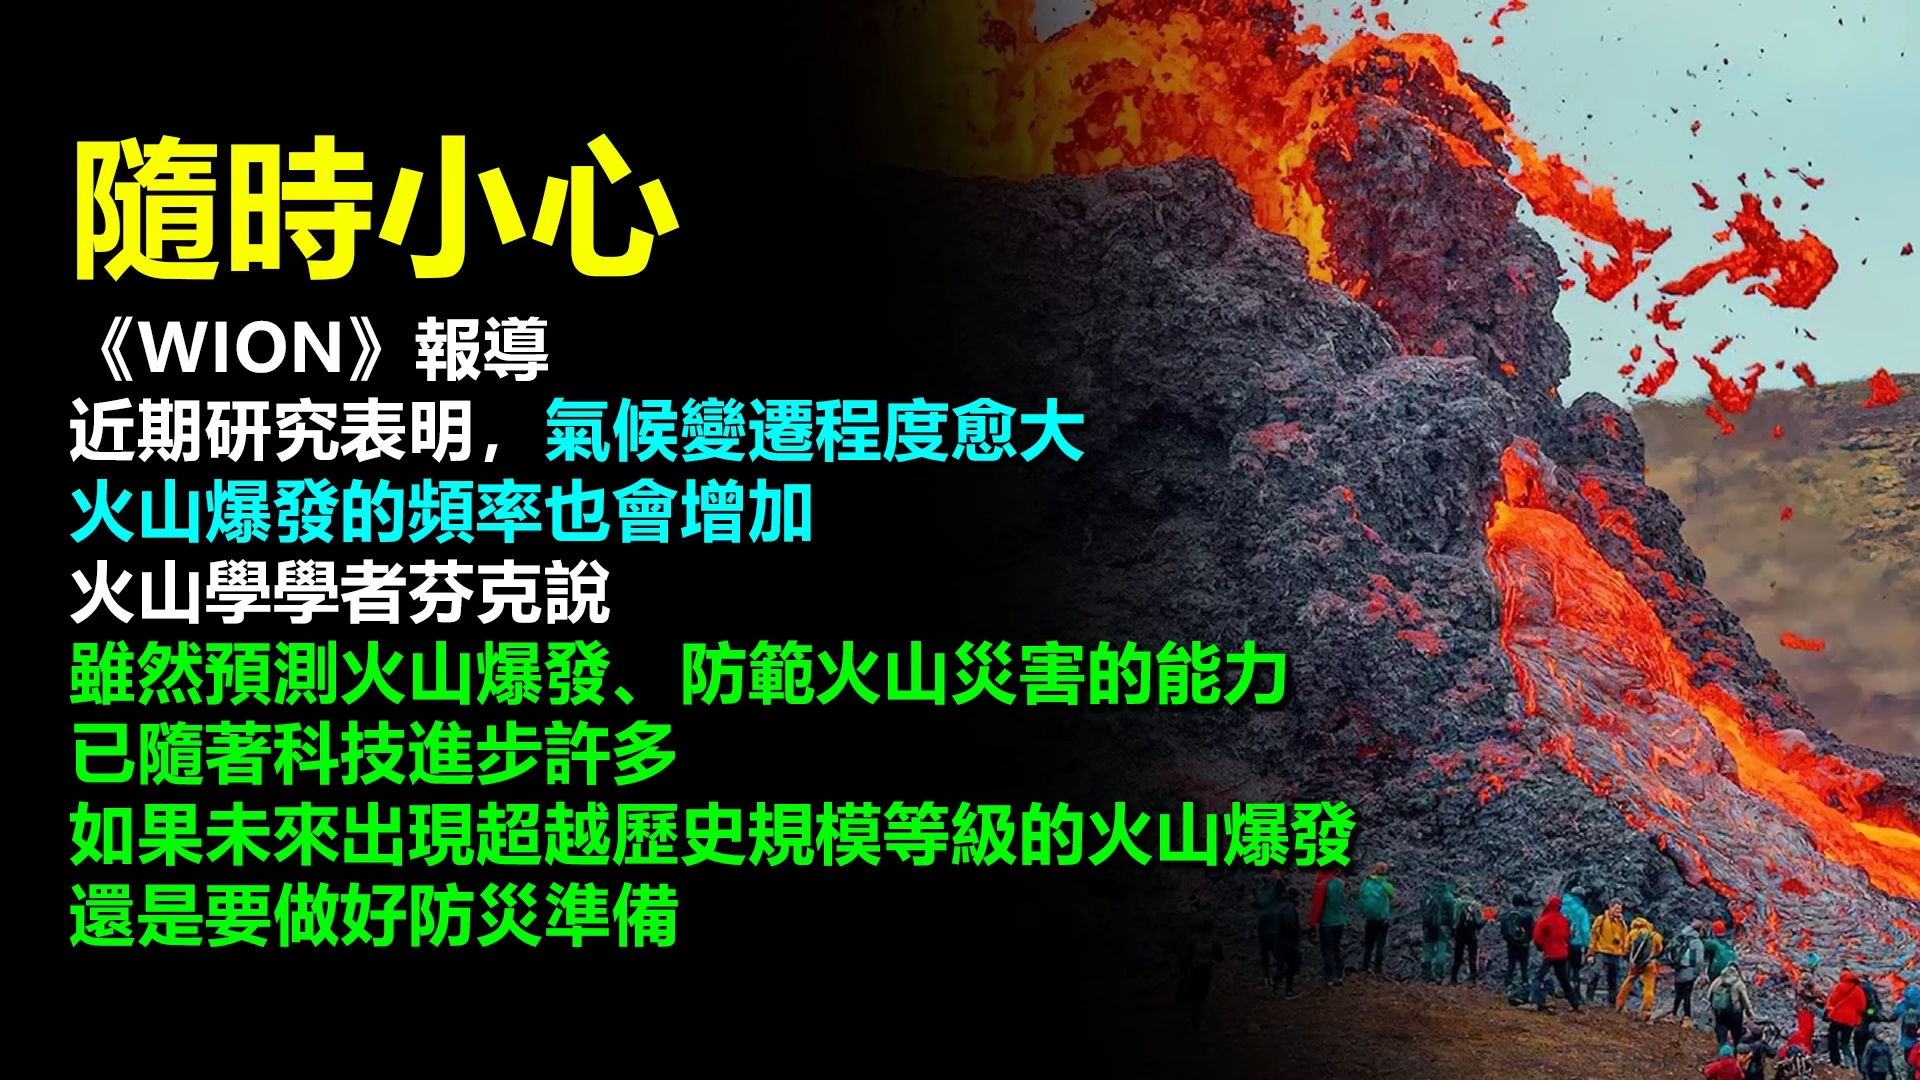 隨時小心
《WION》報導
近期研究表明，氣候變遷程度愈大
火山爆發的頻率也會增加
火山學學者芬克說
雖然預測火山爆發、防範火山災害的能力
已隨著科技進步許多
如果未來出現超越歷史規模等級的火山爆發
還是要做好防災準備